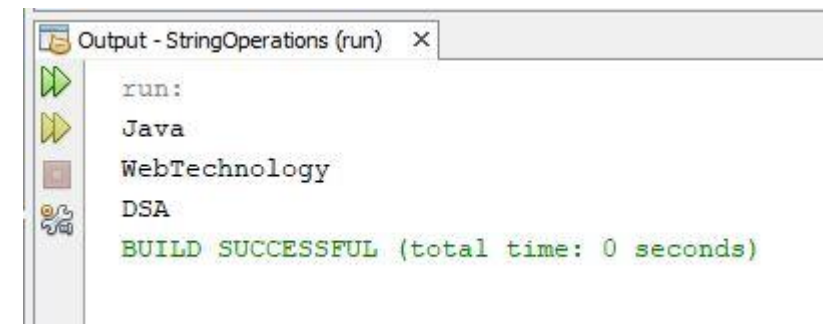 Output - StringOperations (run) X
run:
Java
WebTechnology
DSA
BUILD SUCCESSFUL (total time: 0 seconds)